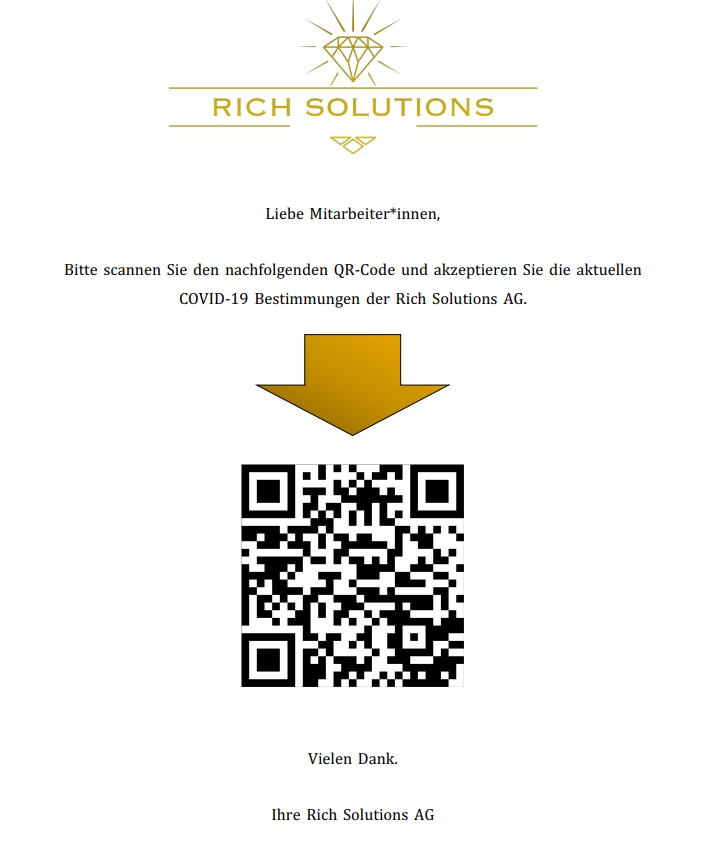 RICH SOLUTIONS
Liebe Mitarbeiter*innen,
Bitte scannen Sie den nachfolgenden QR-Code und akzeptieren Sie die aktuellen
COVID-19 Bestimmungen der Rich Solutions AG.
Vielen Dank.
Ihre Rich Solutions AG